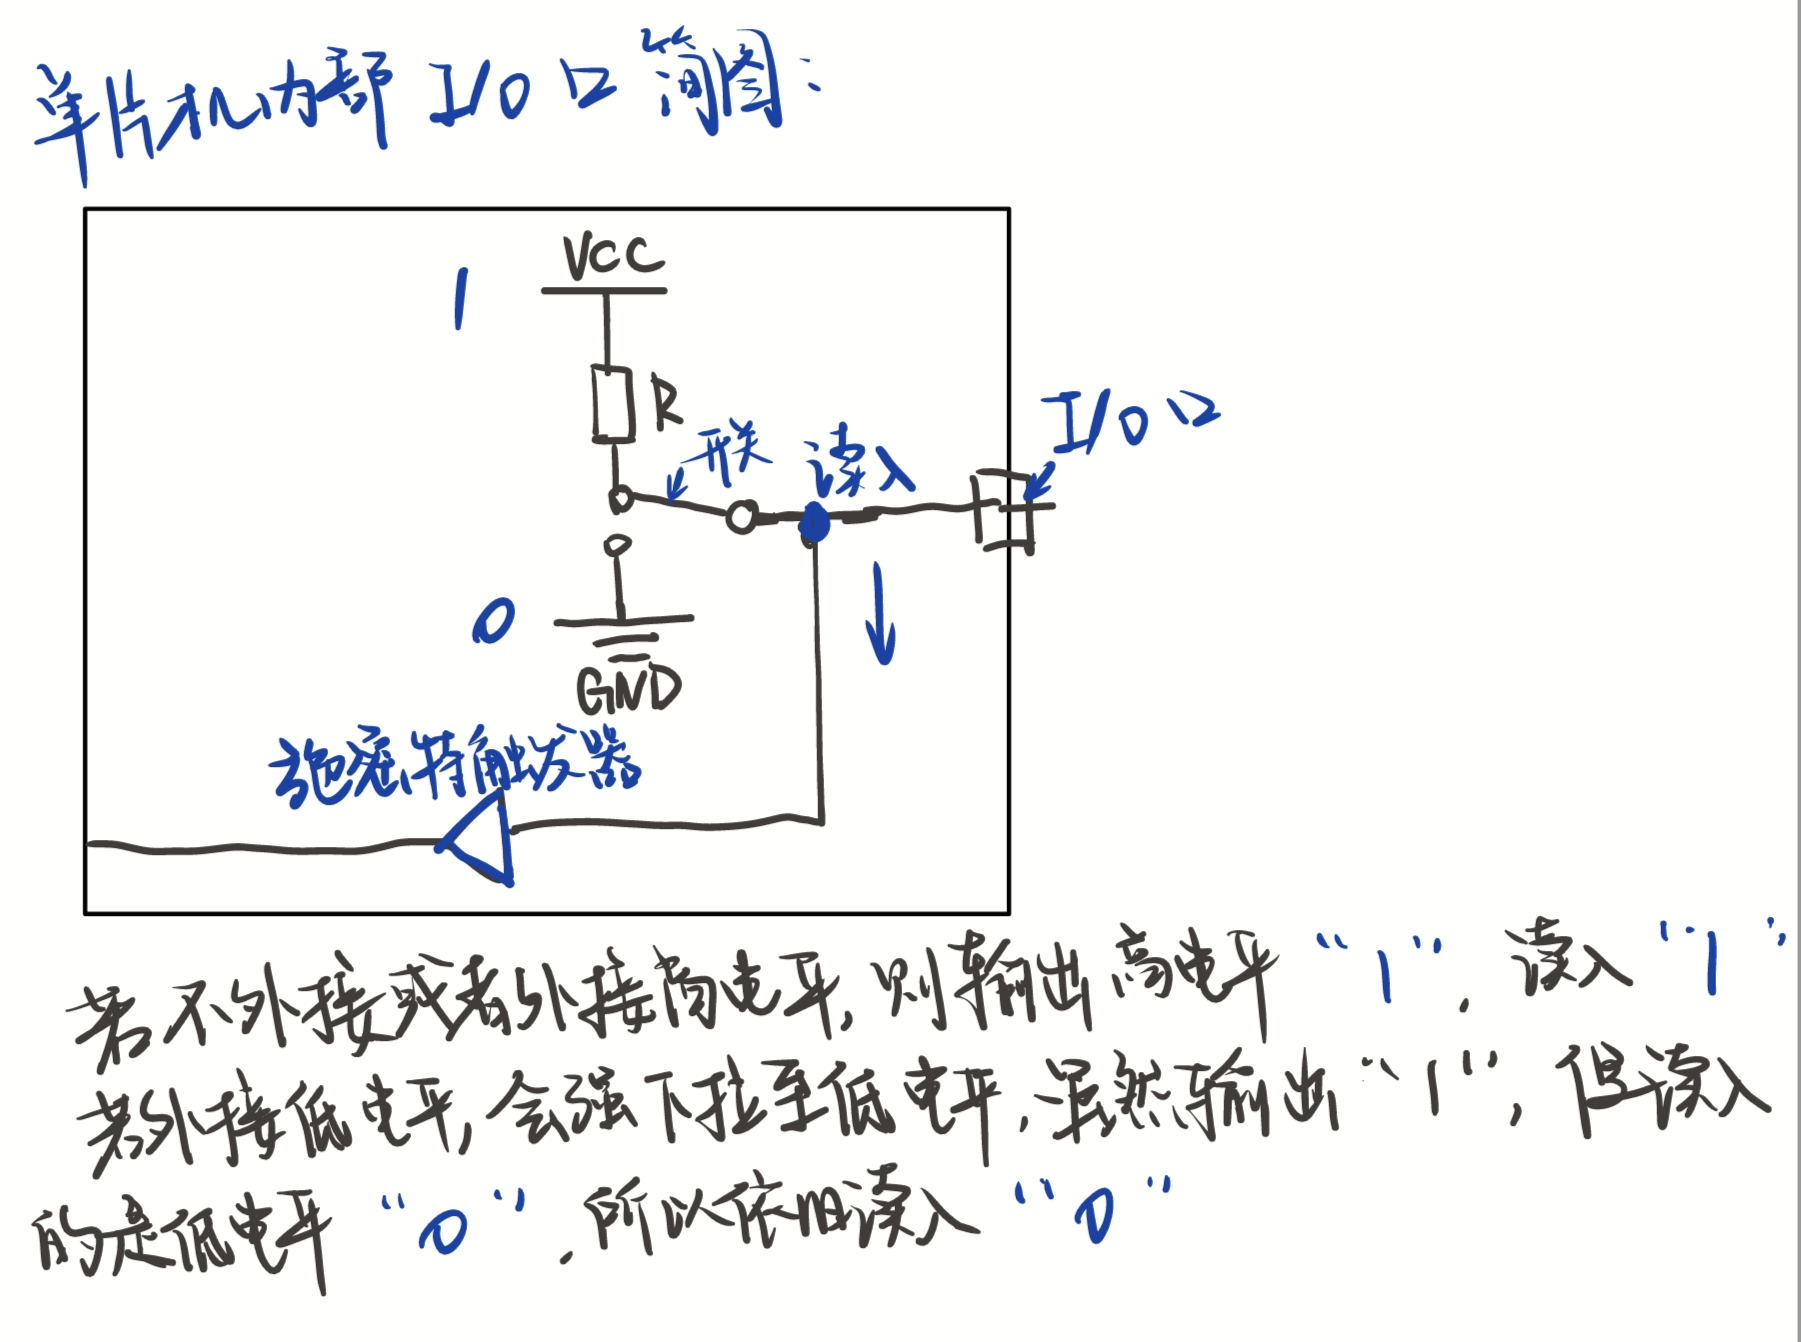 单片机内部 I/O 口简图：
VCC
1
R
开关
读入
I/O口
0
GND
施密特触发器
若不外接或者外接高电平，则输出高电平“1”，读入“1”
若外接低电平，会强下拉至低电平，虽然输出“1”，但读入
的是低电平“0”，所以依旧读入“0”